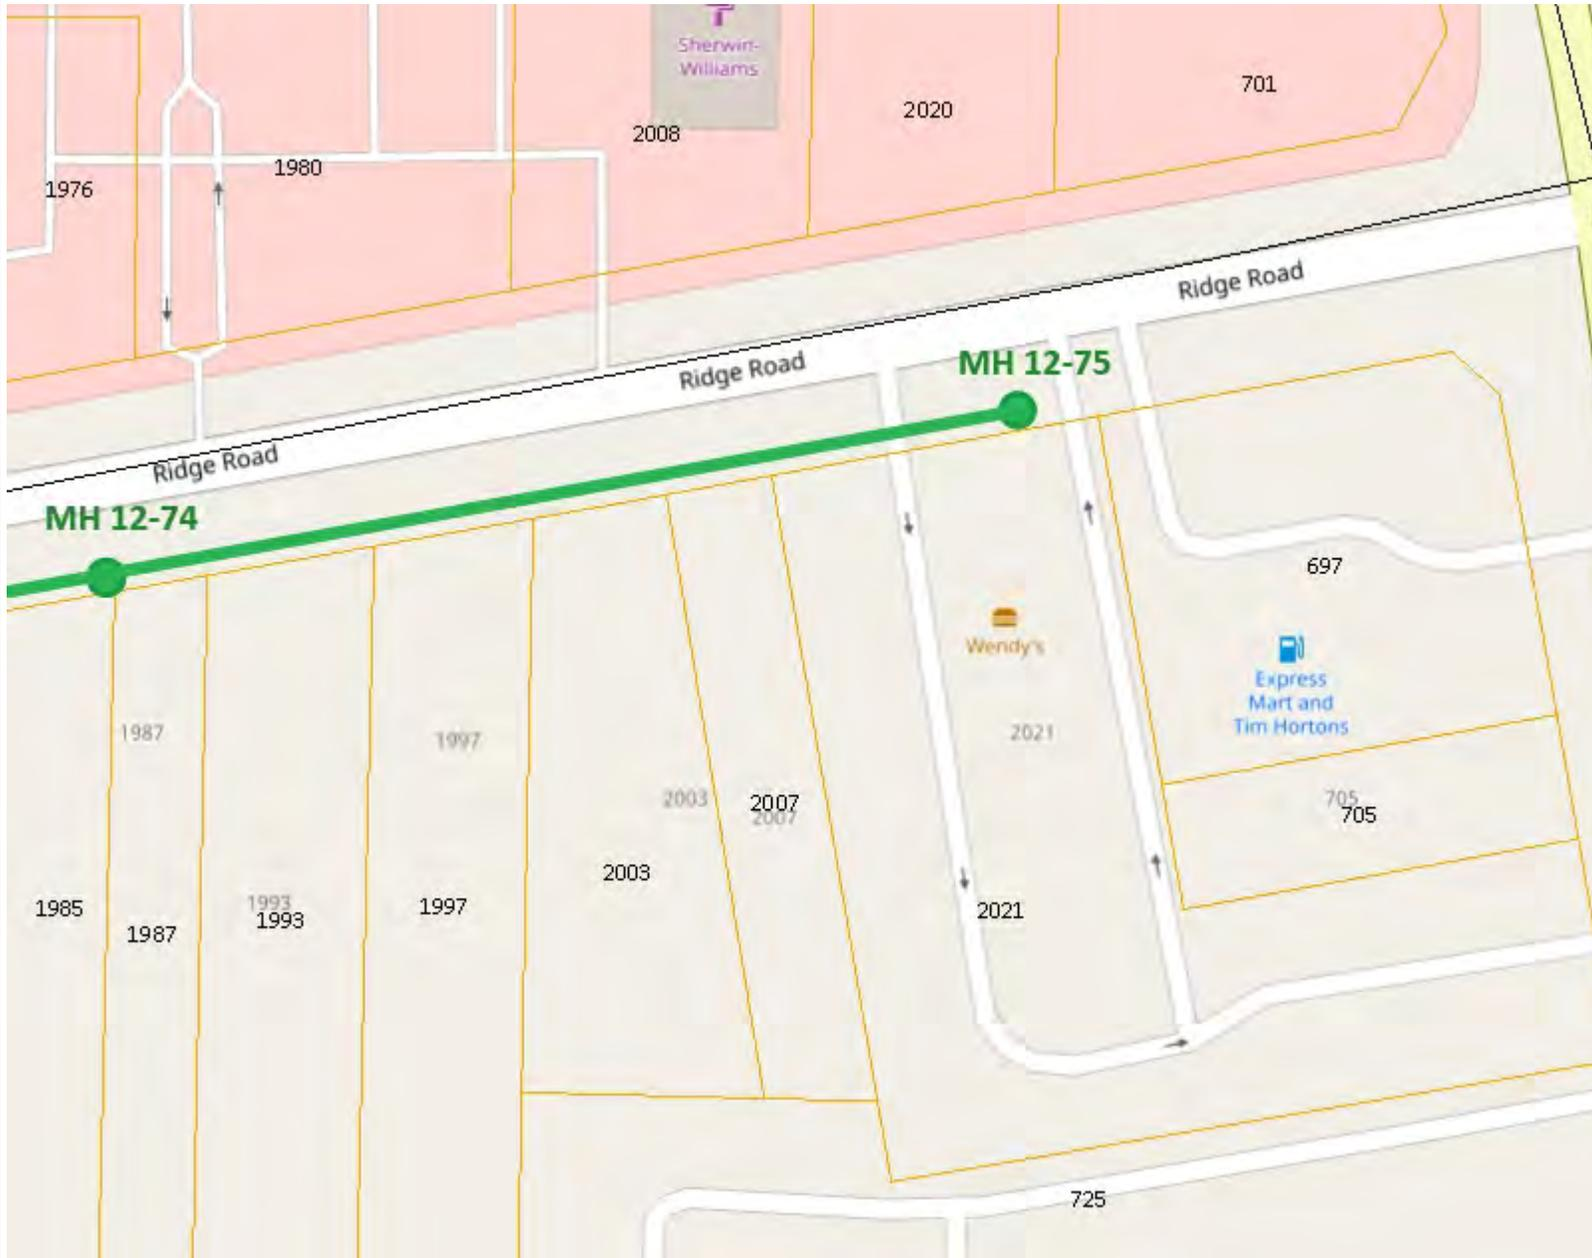 Sherwin-
Williams
701
2020
2008
1980
1976
Ridge Road
MH 12-75
Ridge Road
Ridge Road
MH 12-74
697
Wendy's
Express
Mart and
Tim Hortons
1987
1997
2021
2003
2007
2007
705
705
2003
1985
1987
1993
1993
1997
2021
725